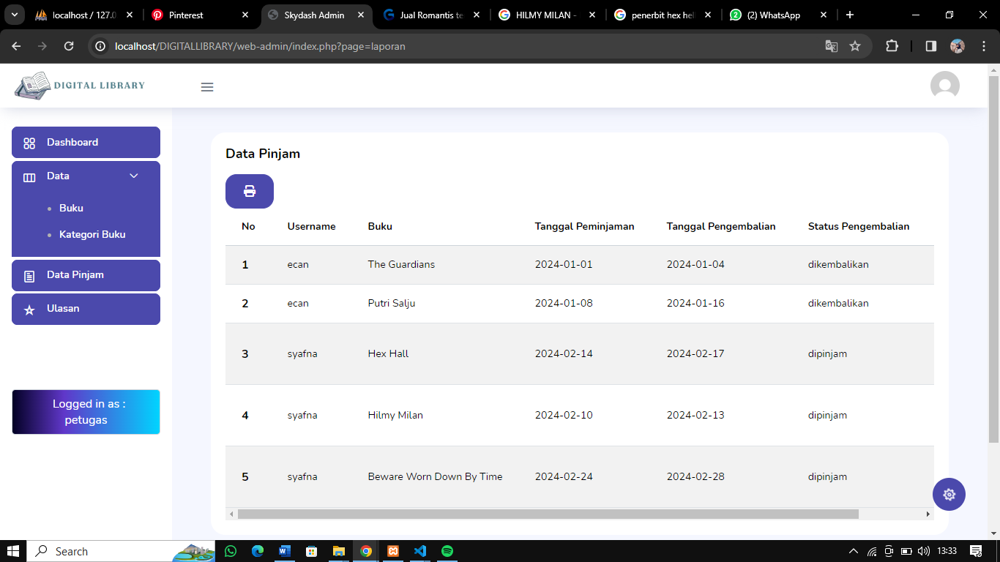 localhost / 127.0
Pinterest
Skydash Admin
Jual Romantis te
HILMY MILAN -
penerbit hex hel
(2) WhatsApp
localhost/DIGITALLIBRARY/web-admin/index.php?page=laporan
DIGITAL LIBRARY
Dashboard
Data
Buku
Kategori Buku
Data Pinjam
Ulasan
Logged in as :
petugas
Data Pinjam
No Username Buku Tanggal Peminjaman Tanggal Pengembalian Status Pengembalian
1 ecan The Guardians 2024-01-01 2024-01-04 dikembalikan
2 ecan Putri Salju 2024-01-08 2024-01-16 dikembalikan
3 syafna Hex Hall 2024-02-14 2024-02-17 dipinjam
4 syafna Hilmy Milan 2024-02-10 2024-02-13 dipinjam
5 syafna Beware Worn Down By Time 2024-02-24 2024-02-28 dipinjam
Search
13:33